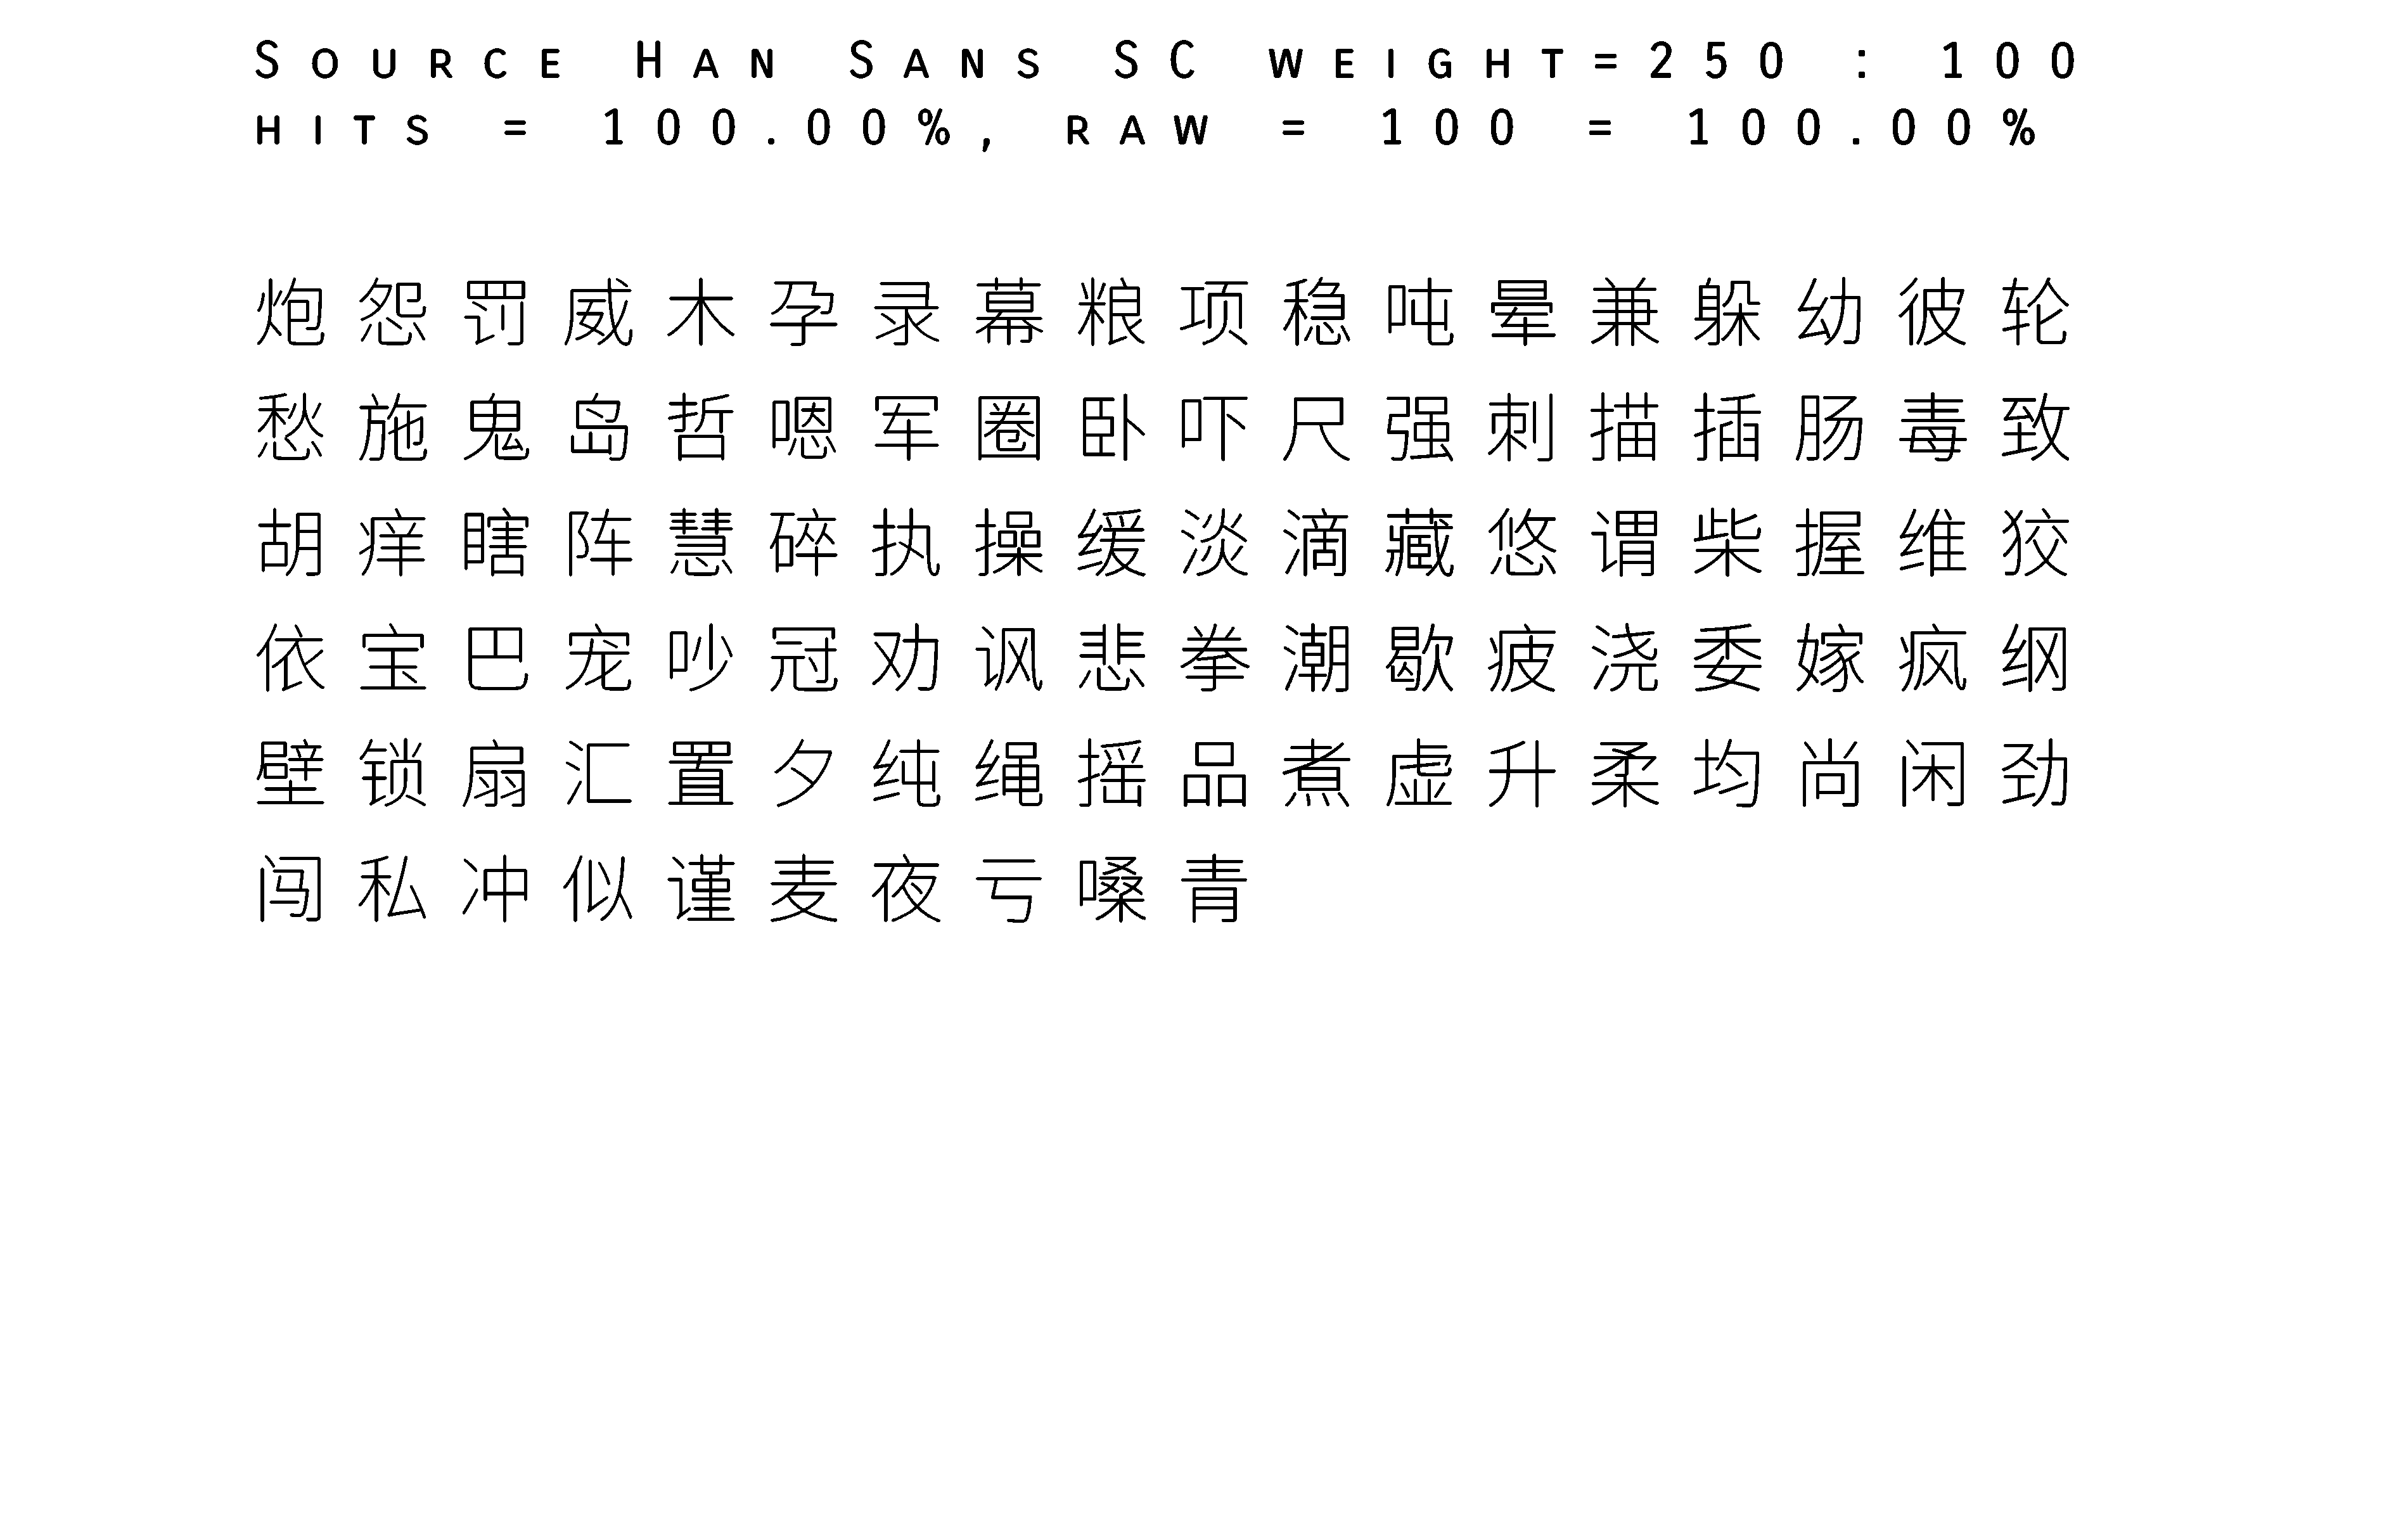 Source Han Sans SC weight=250 : 100
hits = 100.00%, raw = 100 = 100.00%
炮怨罚威木孕录幕粮项稳吨晕兼躲幼彼轮
愁施鬼岛哲嗯军圈卧吓尺强刺描插肠毒致
胡痒瞎阵慧碎执操缓淡滴藏悠谓柴握维狡
依宝巴宠吵冠劝讽悲拳潮歇疲浇委嫁疯纲
壁锁扇汇置夕纯绳摇品煮虚升柔均尚闲劲
闯私冲似谨麦夜亏嗓青